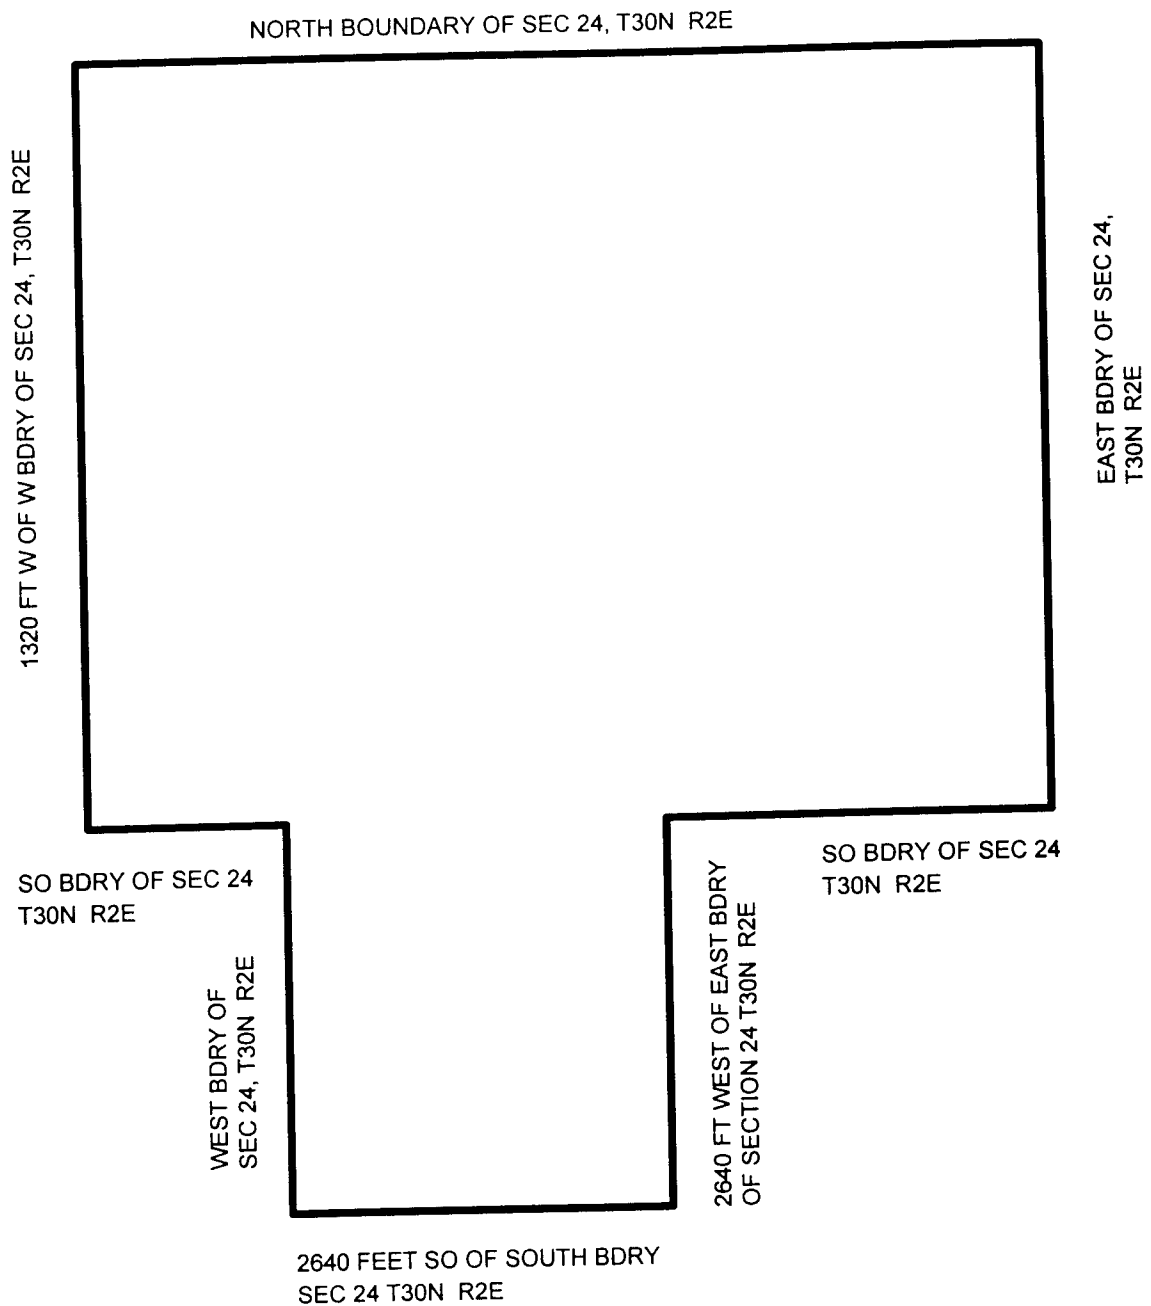 NORTH BOUNDARY OF SEC 24, T30N R2E
1320 FT W OF W BDRY OF SEC 24, T30N R2E
EAST BDRY OF SEC 24,
T30N R2E
SO BDRY OF SEC 24
T30N R2E
SO BDRY OF SEC 24
T30N R2E
WEST BDRY OF
SEC 24, T30N R2E
2640 FT WEST OF EAST BDRY
OF SECTION 24 T30N R2E
2640 FEET SO OF SOUTH BDRY
SEC 24 T30N R2E